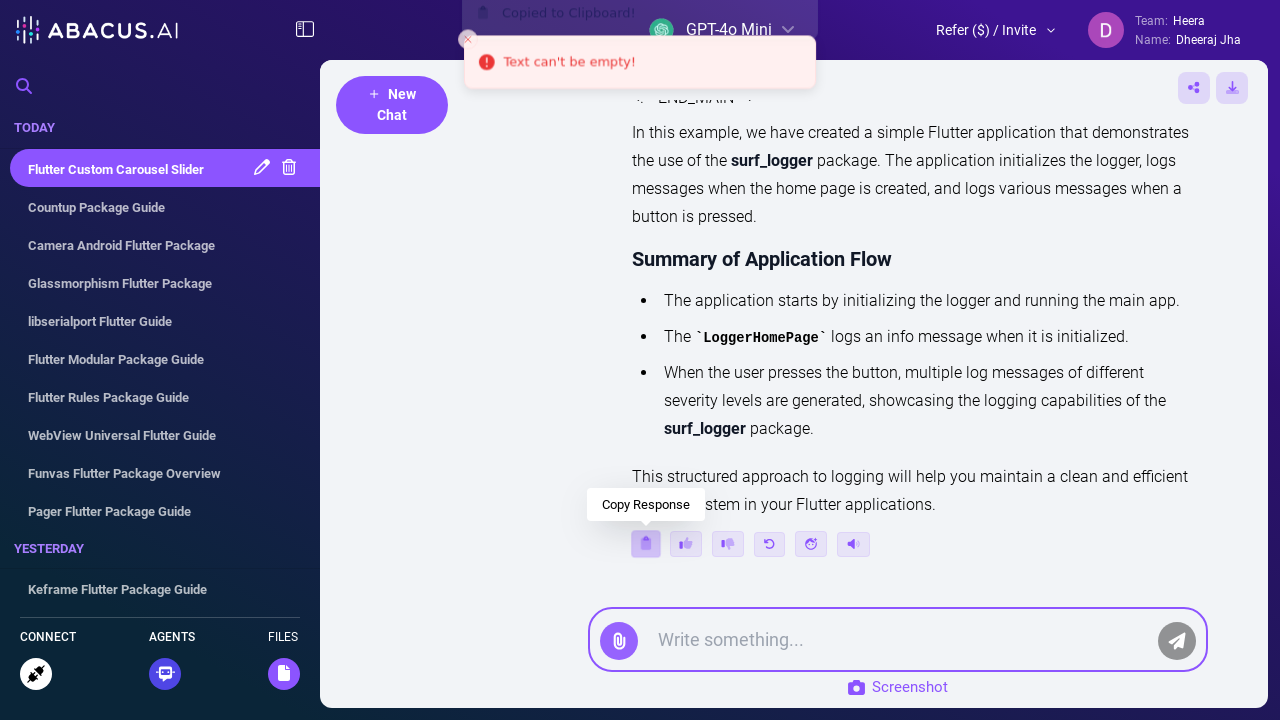 ABACUS.AI
Copied to Clipboard!
GPT-4o Mini
Text can't be empty!
Refer ($) / Invite
D
Team: Heera
Name: Dheeraj Jha
TODAY
Flutter Custom Carousel Slider
Countup Package Guide
Camera Android Flutter Package
Glassmorphism Flutter Package
libserialport Flutter Guide
Flutter Modular Package Guide
Flutter Rules Package Guide
WebView Universal Flutter Guide
Funvas Flutter Package Overview
Pager Flutter Package Guide
YESTERDAY
Keframe Flutter Package Guide
CONNECT
AGENTS
FILES
+ New
Chat
END_MAIN
In this example, we have created a simple Flutter application that demonstrates
the use of the surf_logger package. The application initializes the logger, logs
messages when the home page is created, and logs various messages when a
button is pressed.
Summary of Application Flow
• The application starts by initializing the logger and running the main app.
• The `LoggerHomePage` logs an info message when it is initialized.
• When the user presses the button, multiple log messages of different
severity levels are generated, showcasing the logging capabilities of the
surf_logger package.
This structured approach to logging will help you maintain a clean and efficient
stem in your Flutter applications.
Copy Response
Write something...
Screenshot